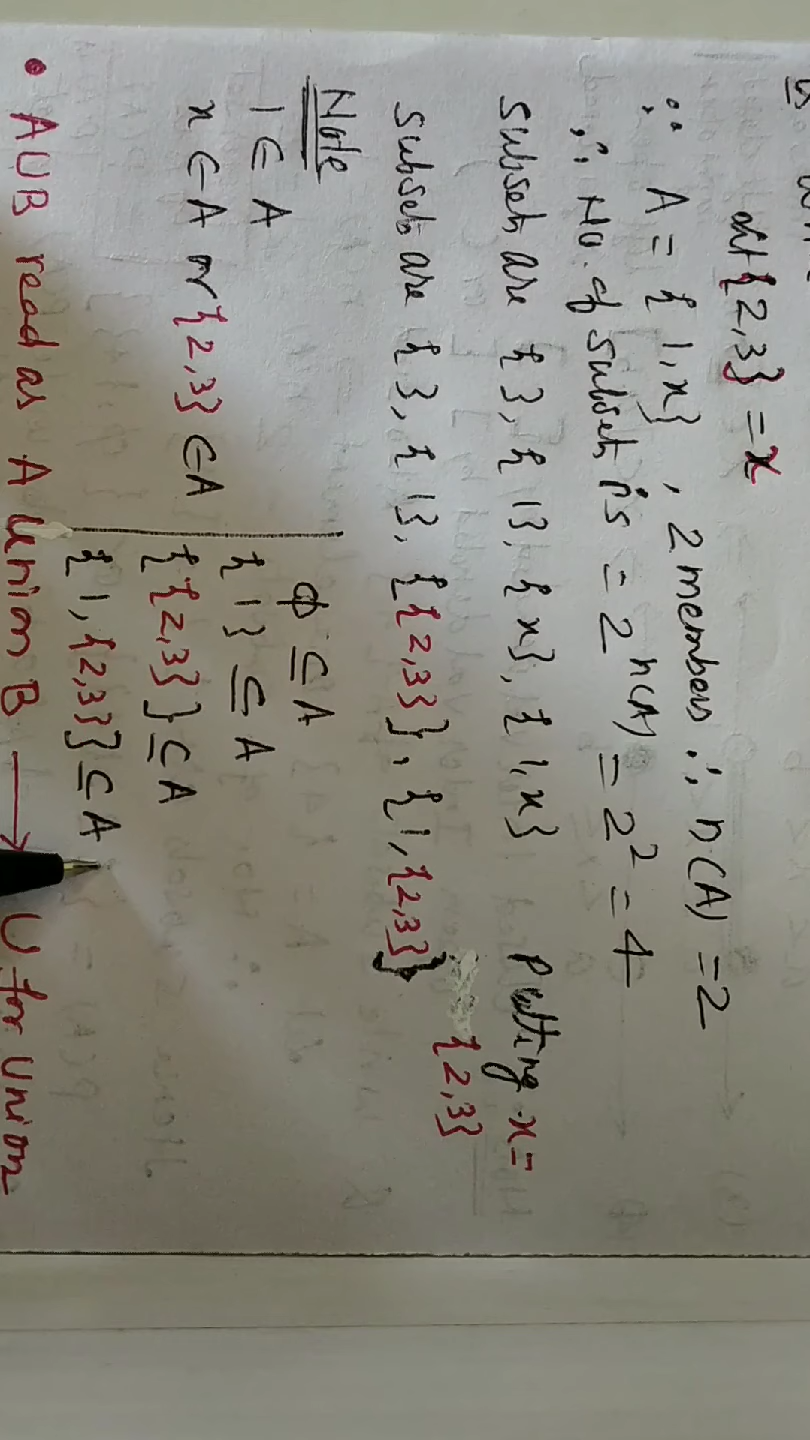 let {2,3} = x
∵ A = { 1, x } , 2 members ∴ n(A) = 2
∴ No. of subsets is = 2^n(A) = 2^2 = 4
Subsets are { }, { 1}, {x}, { 1, x} Putting x =
{2,3}
Subsets are { }, { 1}, {{2,3}}, {1,{2,3}}
Note
1 ∈ A
x ∈ A or {2,3} ∈ A
Φ ⊆ A
{ 1} ⊆ A
{ {2,3} } ⊆ A
{ 1, {2,3}} ⊆ A
• AUB read as A Union B → U for Union